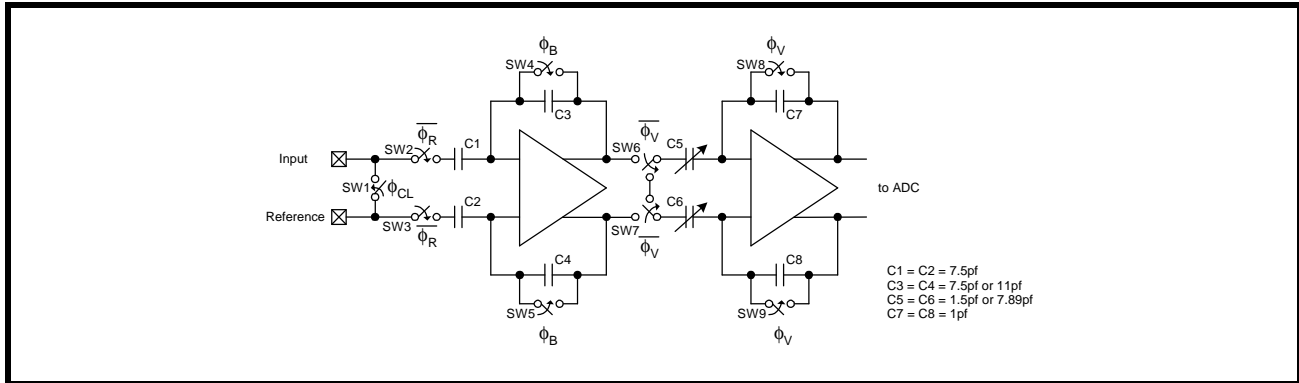 ϕB
SW4
C3
ϕV
SW8
C7
ϕR
SW2
C1
ϕV
SW6
C5
Input
SW1
ϕCL
to ADC
Reference
SW3
ϕR
C2
SW7
ϕV
C6
C4
SW5
ϕB
C8
SW9
ϕV
C1 = C2 = 7.5pf
C3 = C4 = 7.5pf or 11pf
C5 = C6 = 1.5pf or 7.89pf
C7 = C8 = 1pf